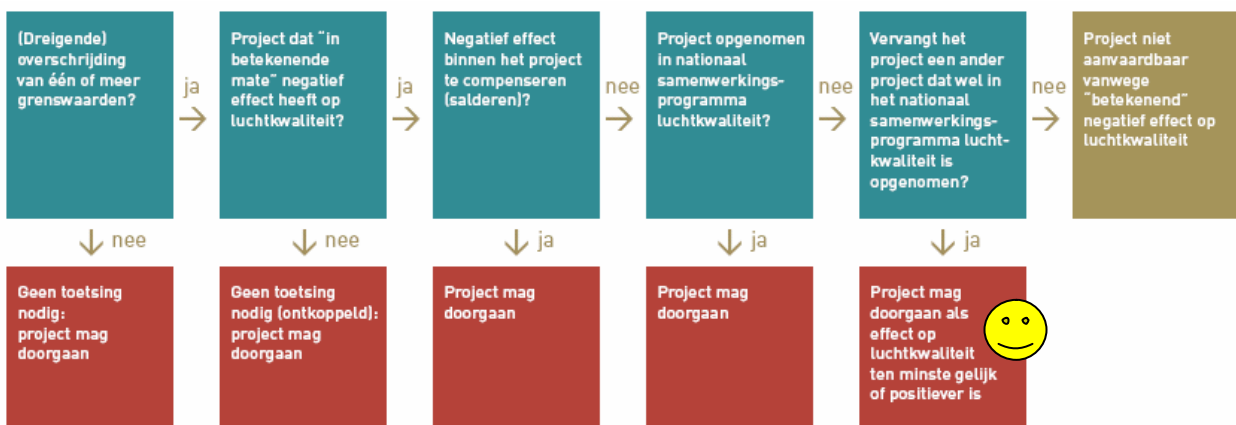 (Dreigende)
overschrijding
van één of meer
grenswaarden?
ja
Project dat “in
betekenende
mate” negatief
effect heeft op
luchtkwaliteit?
ja
Negatief effect
binnen het project
te compenseren
(salderen)?
nee
Project opgenomen
in nationaal
samenwerkings-
programma
luchtkwaliteit?
nee
Vervangt het
project een ander
project dat wel in
het nationaal
samenwerkings-
programma lucht-
kwaliteit is
opgenomen?
nee
Project niet
aanvaardbaar
vanwege
“betekenend”
negatief effect op
luchtkwaliteit
nee
nee
ja
ja
ja
Geen toetsing
nodig:
project mag
doorgaan
Geen toetsing
nodig (ontkoppeld):
project mag
doorgaan
Project mag
doorgaan
Project mag
doorgaan
Project mag
doorgaan als
effect op
luchtkwaliteit
ten minste gelijk
of positiever is